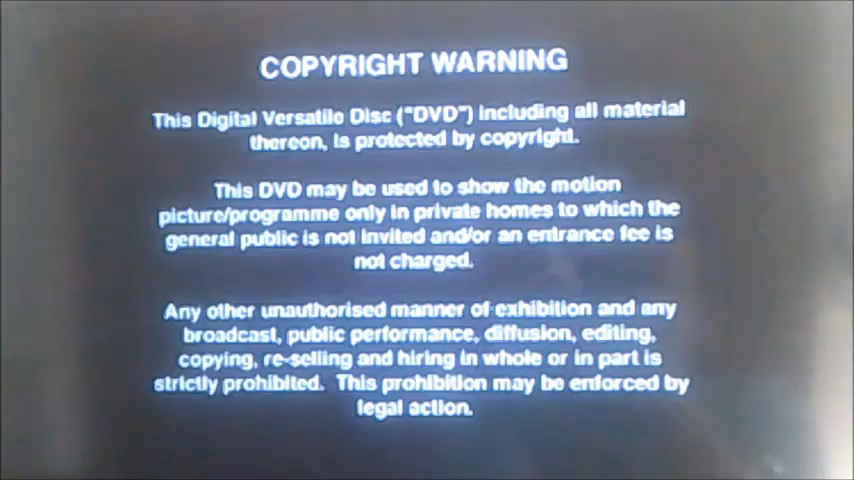 COPYRIGHT WARNING
This Digital Versatile Disc ("DVD") including all material
thereon, is protected by copyright.
This DVD may be used to show the motion
picture/programme only in private homes to which the
general public is not invited and/or an entrance fee is
not charged.
Any other unauthorised manner of exhibition and any
broadcast, public performance, diffusion, editing,
copying, re-selling and hiring in whole or in part is
strictly prohibited. This prohibition may be enforced by
legal action.